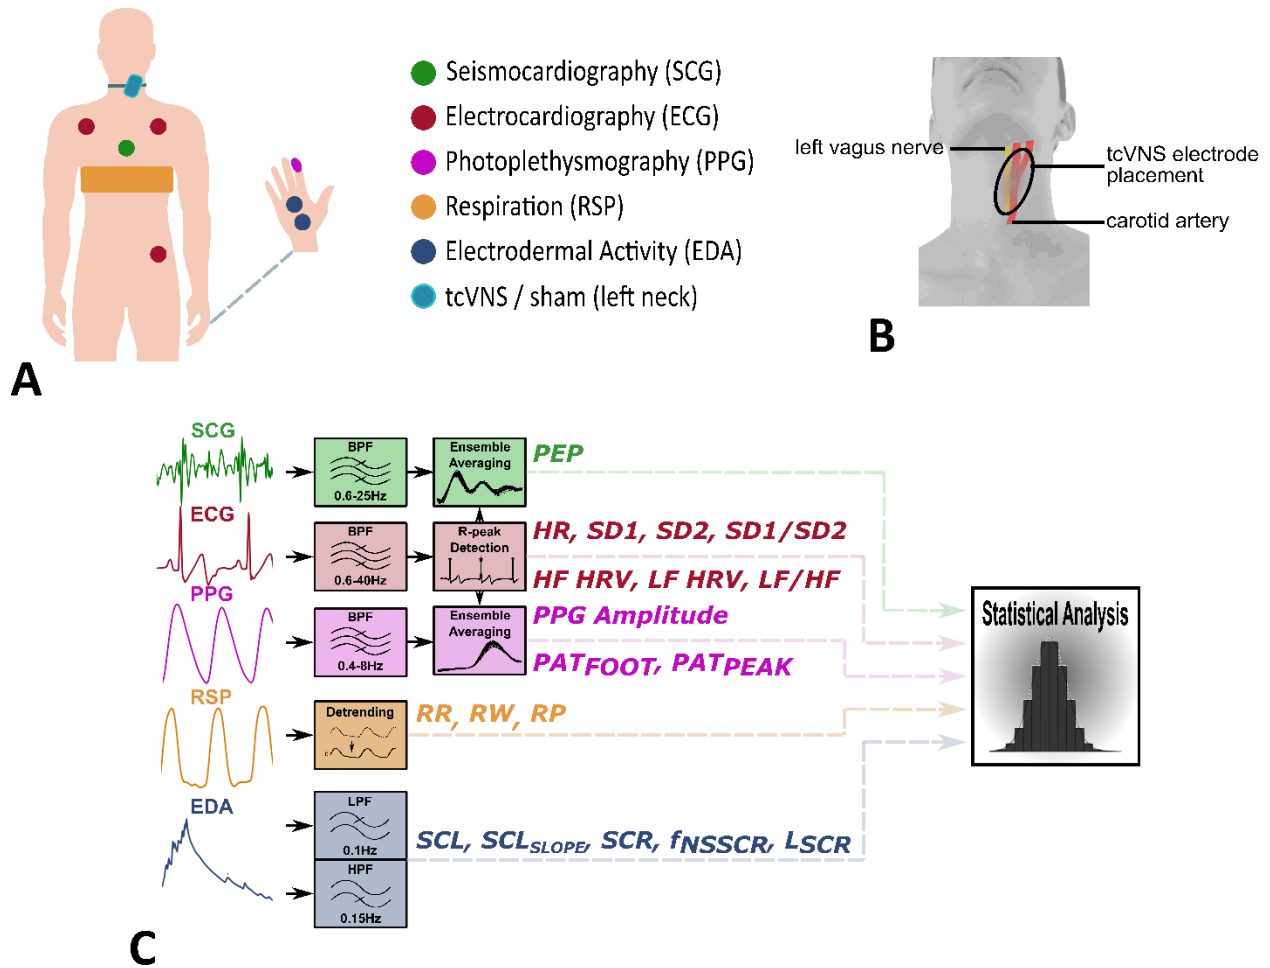 Seismocardiography (SCG)
Electrocardiography (ECG)
Photoplethysmography (PPG)
Respiration (RSP)
Electrodermal Activity (EDA)
tcVNS / sham (left neck)
A
left vagus nerve
tcVNS electrode
placement
carotid artery
B
SCG
BPF
0.6-25Hz
Ensemble
Averaging
PEP
ECG
BPF
0.6-40Hz
R-peak
Detection
HR, SD1, SD2, SD1/SD2
HF HRV, LF HRV, LF/HF
PPG
BPF
0.4-8Hz
Ensemble
Averaging
PPG Amplitude
PATFOOT, PATPEAK
RSP
Detrending
RR, RW, RP
EDA
LPF
0.1Hz
HPF
0.15Hz
SCL, SCLSLOPE, SCR, fNSSCR, LSCR
Statistical Analysis
C